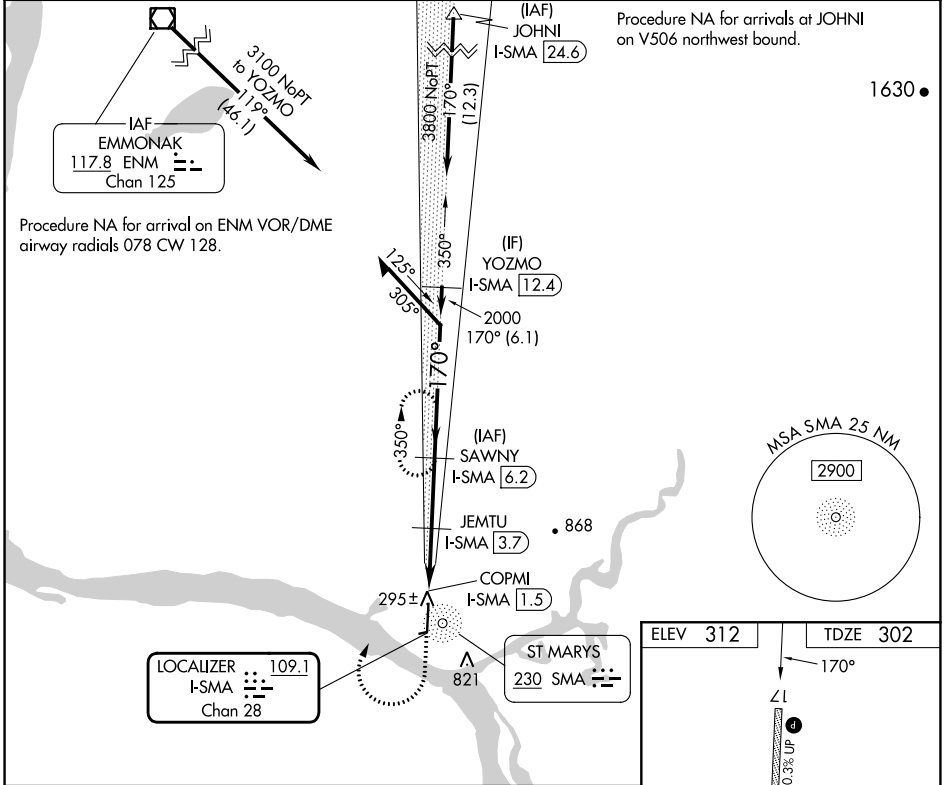 (IAF)
JOHNI
I-SMA 24.6
Procedure NA for arrivals at JOHNI
on V506 northwest bound.
3100 NoPT
to YOZMO
119°
(46.1)
1630
3800 NoPT
170°
(12.3)
IAF
EMMONAK
117.8 ENM
Chan 125
Procedure NA for arrival on ENM VOR/DME
airway radials 078 CW 128.
350°
(IF)
YOZMO
I-SMA 12.4
125°
305°
2000
170° (6.1)
170°
350°
(IAF)
SAWNY
I-SMA 6.2
MSA SMA 25 NM
2900
JEMTU
I-SMA 3.7
868
COPMI
I-SMA 1.5
295±
LOCALIZER 109.1
I-SMA
Chan 28
821
ST MARYS
230 SMA
ELEV 312
TDZE 302
170°
17
P
0.3% UP